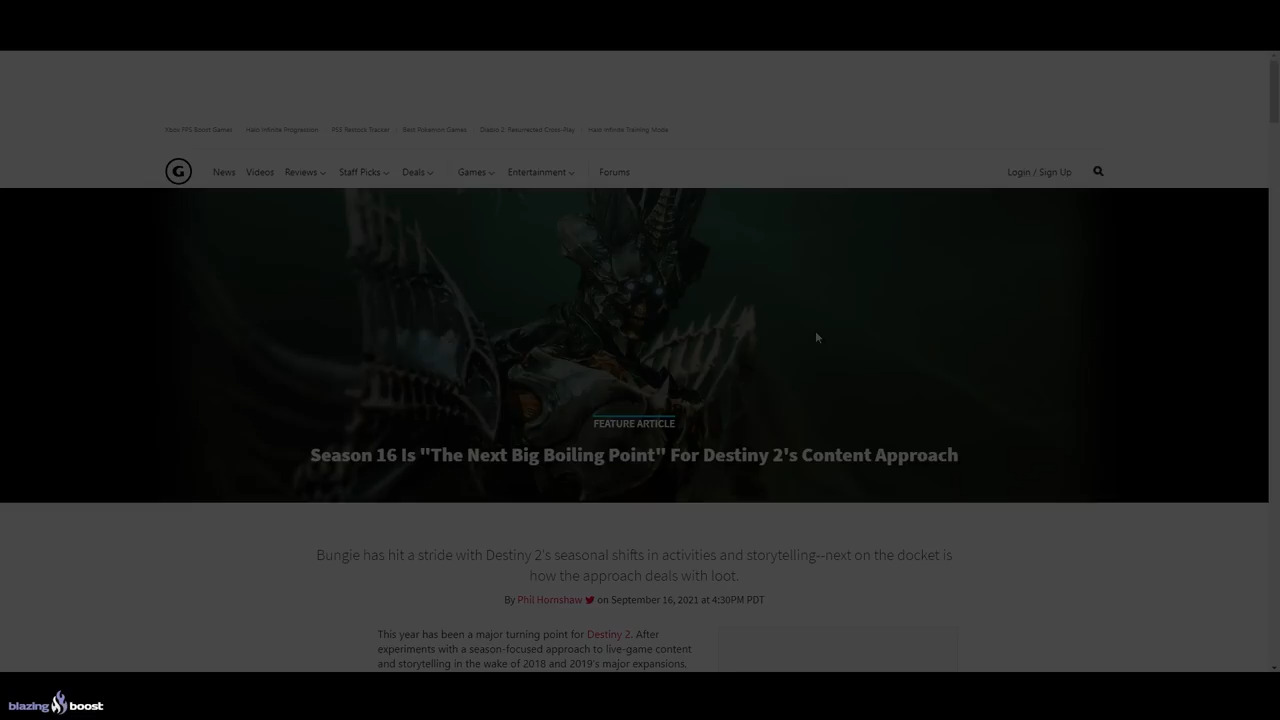 Xbox FPS Boost Games Halo Infinite Progression PS5 Restock Tracker Best Pokemon Games Diablo 2: Resurrected Cross-Play Halo Infinite Training Mode
G News Videos Reviews Staff Picks Deals Games Entertainment Forums Login / Sign Up
FEATURE ARTICLE
Season 16 Is "The Next Big Boiling Point" For Destiny 2's Content Approach
Bungie has hit a stride with Destiny 2's seasonal shifts in activities and storytelling--next on the docket is
how the approach deals with loot.
By Phil Hornshaw on September 16, 2021 at 4:30PM PDT
This year has been a major turning point for Destiny 2. After
experiments with a season-focused approach to live-game content
and storytelling in the wake of 2018 and 2019's major expansions,
blazing boost